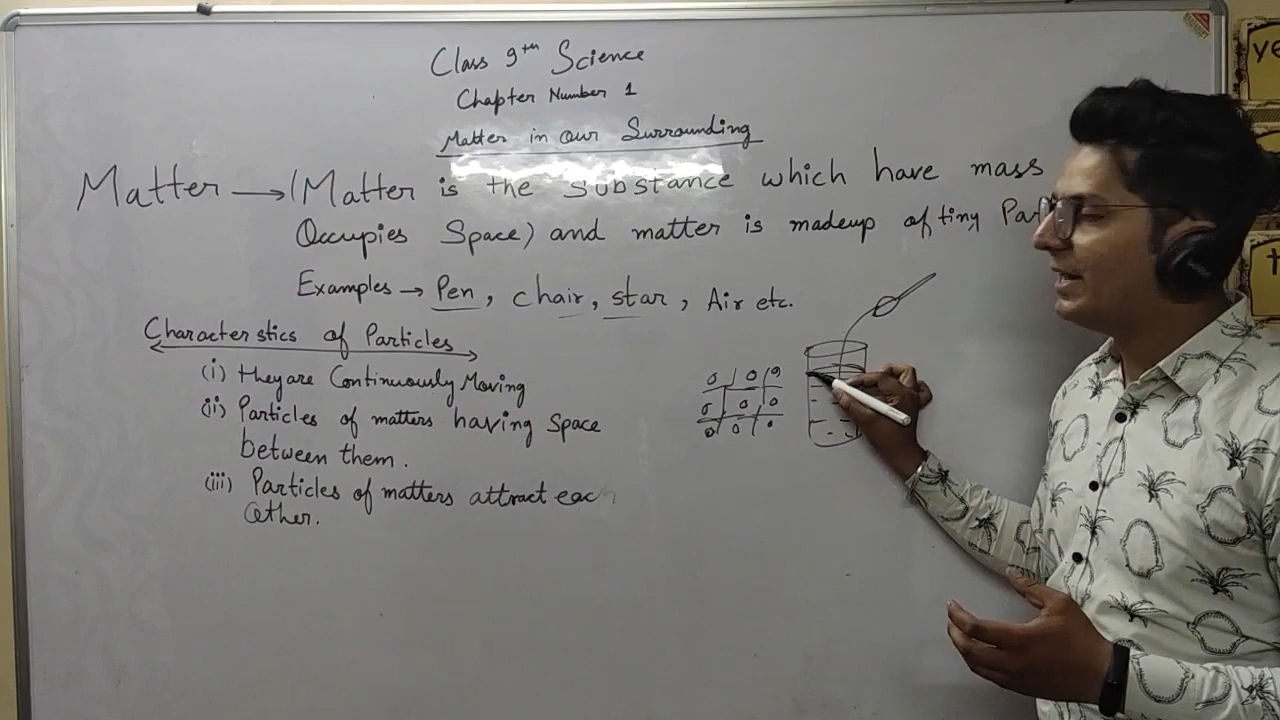 Class 9th Science
Chapter Number 1
Matter in our Surrounding
Matter → (Matter is the substance which have mass
Occupies Space) and matter is madeup of tiny Par
Examples → Pen, chair, star, Air etc.
Characterstics of Particles
(i) they are Continuously Moving
(ii) Particles of matters having Space
between them.
(iii) Particles of matters attract each
Other.
ye
t